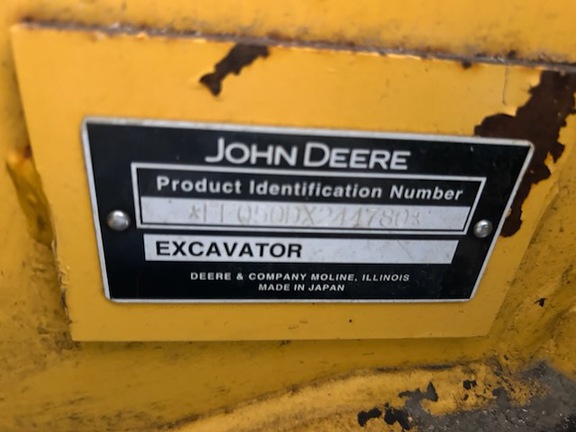 JOHN DEERE
Product Identification Number
EXCAVATOR
DEERE & COMPANY MOLINE, ILLINOIS
MADE IN JAPAN